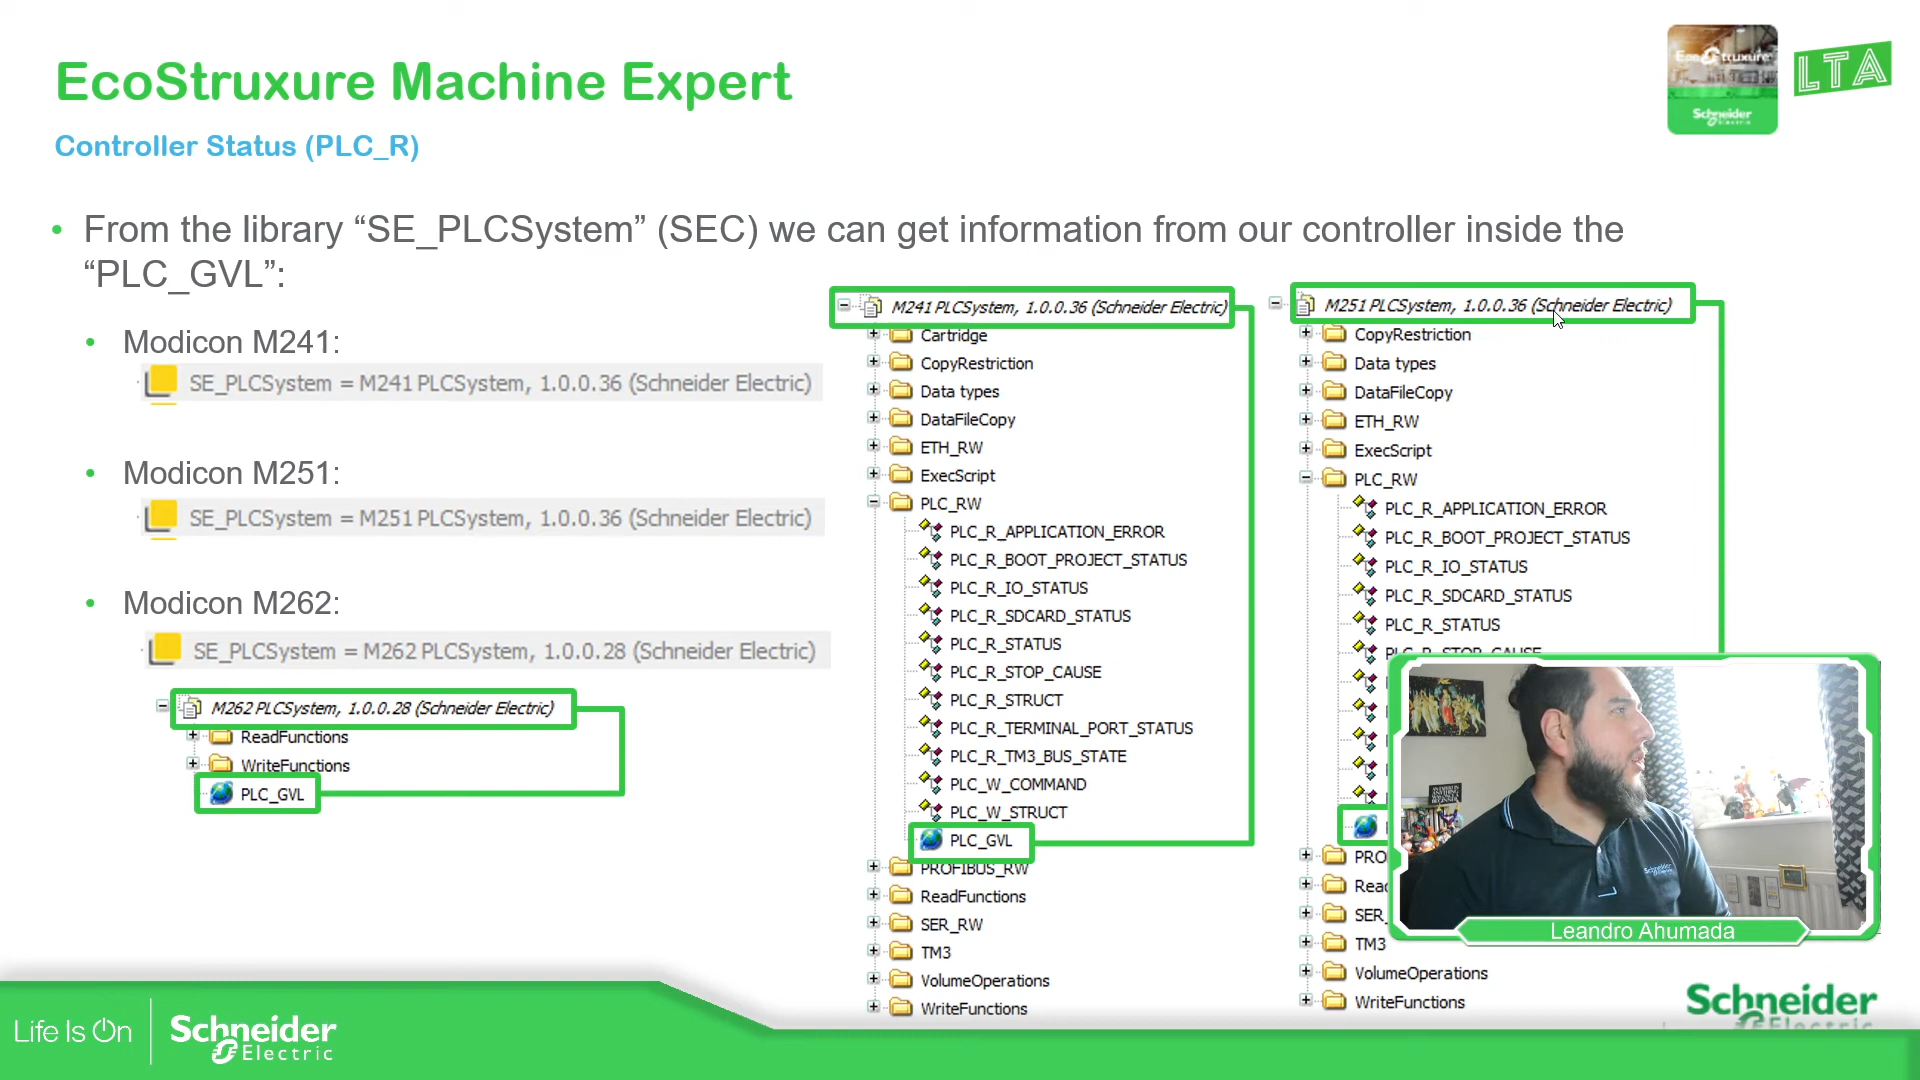 EcoStruxure Machine Expert
Controller Status (PLC_R)
EcoStruxure
Schneider
Electric
LTA
• From the library “SE_PLCSystem” (SEC) we can get information from our controller inside the
“PLC_GVL”:
• Modicon M241:
SE_PLCSystem = M241 PLCSystem, 1.0.0.36 (Schneider Electric)
• Modicon M251:
SE_PLCSystem = M251 PLCSystem, 1.0.0.36 (Schneider Electric)
• Modicon M262:
SE_PLCSystem = M262 PLCSystem, 1.0.0.28 (Schneider Electric)
M262 PLCSystem, 1.0.0.28 (Schneider Electric)
ReadFunctions
WriteFunctions
PLC_GVL
M241 PLCSystem, 1.0.0.36 (Schneider Electric)
Cartridge
CopyRestriction
Data types
DataFileCopy
ETH_RW
ExecScript
PLC_RW
PLC_R_APPLICATION_ERROR
PLC_R_BOOT_PROJECT_STATUS
PLC_R_IO_STATUS
PLC_R_SDCARD_STATUS
PLC_R_STATUS
PLC_R_STOP_CAUSE
PLC_R_STRUCT
PLC_R_TERMINAL_PORT_STATUS
PLC_R_TM3_BUS_STATE
PLC_W_COMMAND
PLC_W_STRUCT
PLC_GVL
PROFIBUS_RW
ReadFunctions
SER_RW
TM3
VolumeOperations
WriteFunctions
M251 PLCSystem, 1.0.0.36 (Schneider Electric)
CopyRestriction
Data types
DataFileCopy
ETH_RW
ExecScript
PLC_RW
PLC_R_APPLICATION_ERROR
PLC_R_BOOT_PROJECT_STATUS
PLC_R_IO_STATUS
PLC_R_SDCARD_STATUS
PLC_R_STATUS
PLC_R_STOP_CAUSE
PRO
Read
SER_
TM3
VolumeOperations
WriteFunctions
Schneider
Electric
Leandro Ahumada
Life Is On
Schneider
Electric
Schneider
Electric